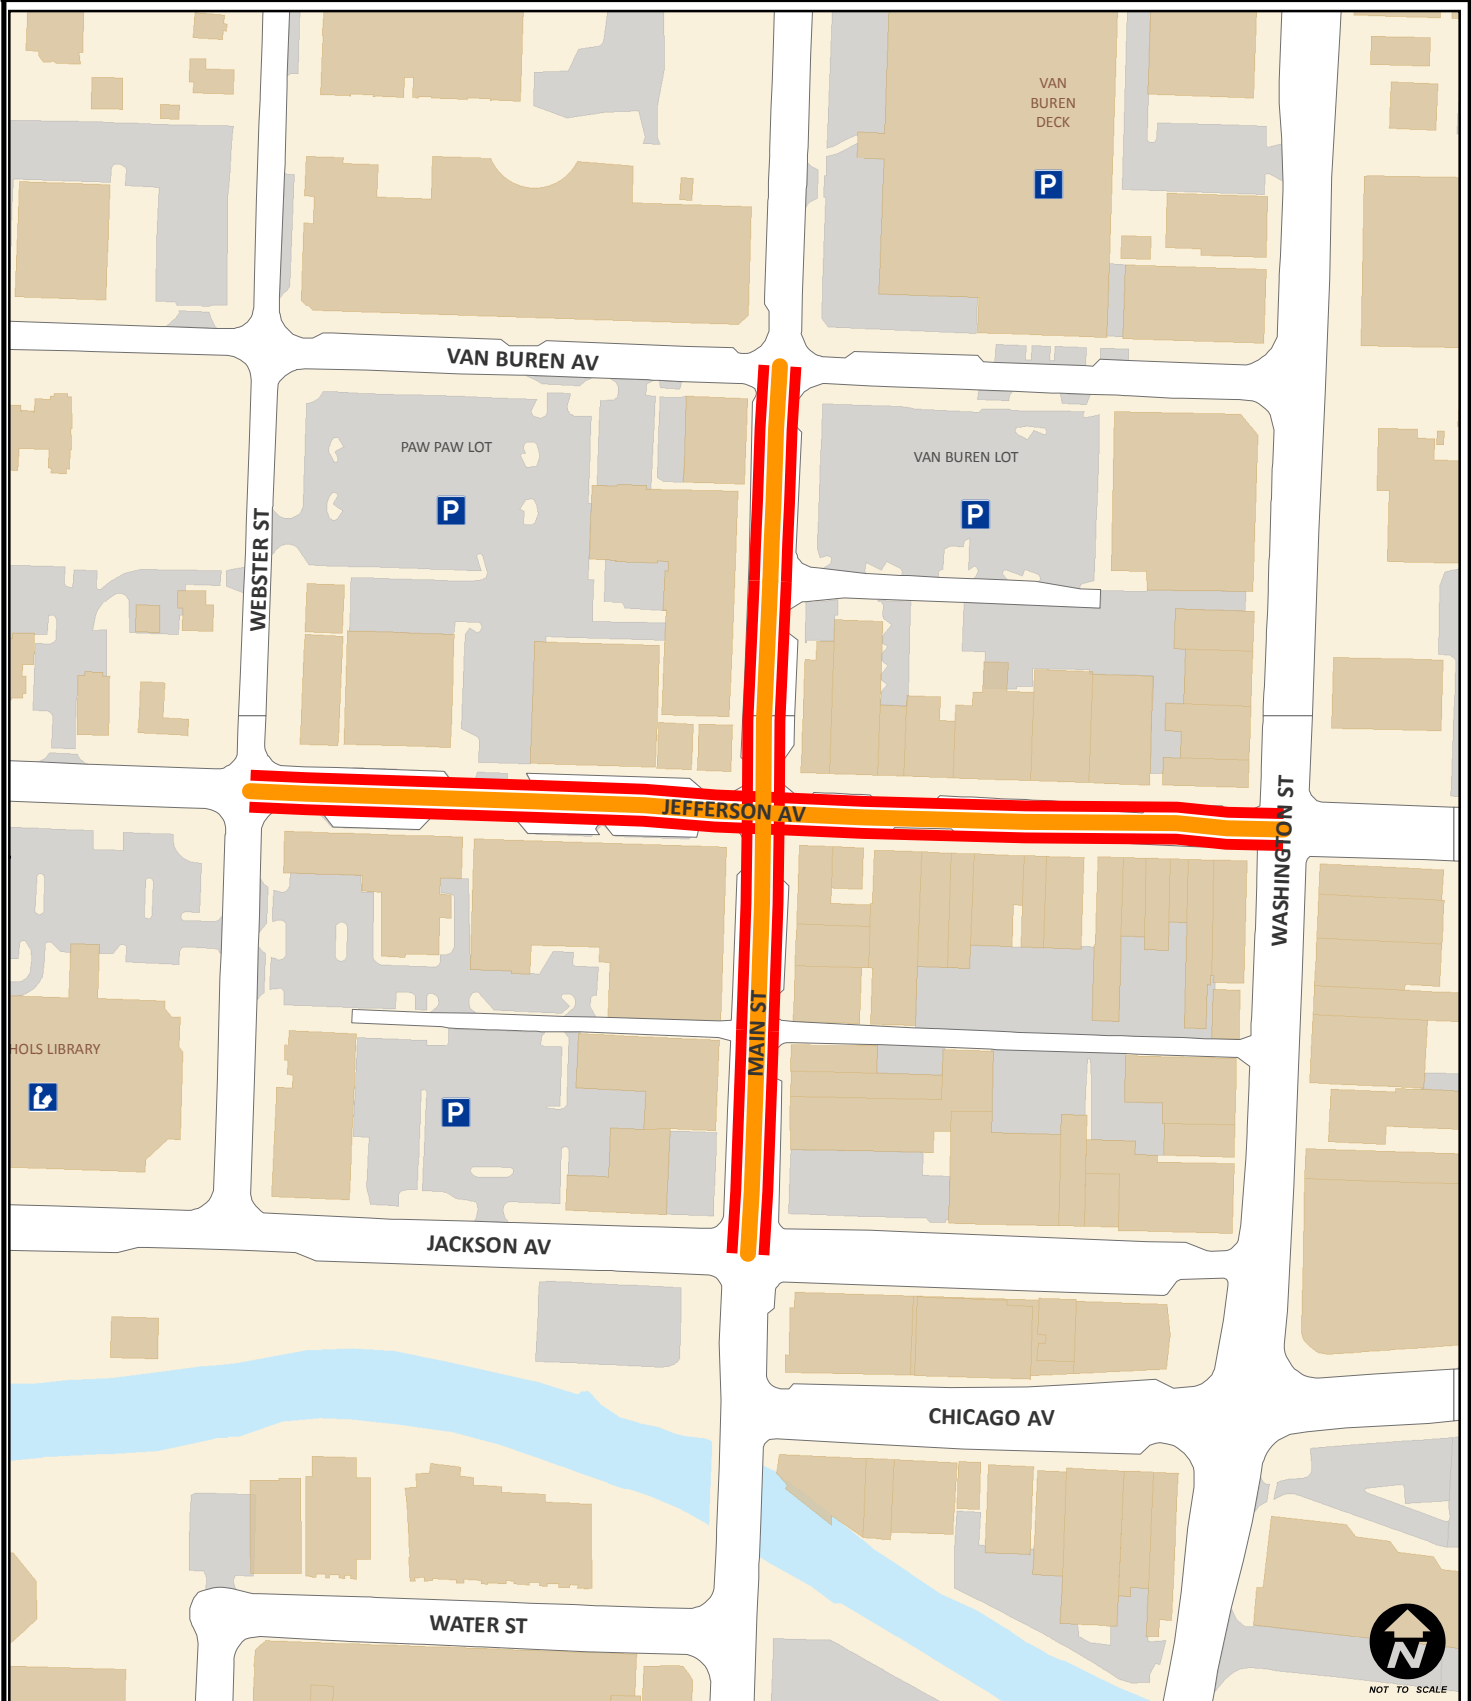 VAN
BUREN
DECK
P
VAN BUREN AV
PAW PAW LOT
VAN BUREN LOT
P
P
WEBSTER ST
JEFFERSON AV
WASHINGTON ST
MAIN ST
HOLS LIBRARY
P
JACKSON AV
CHICAGO AV
WATER ST
N
NOT TO SCALE